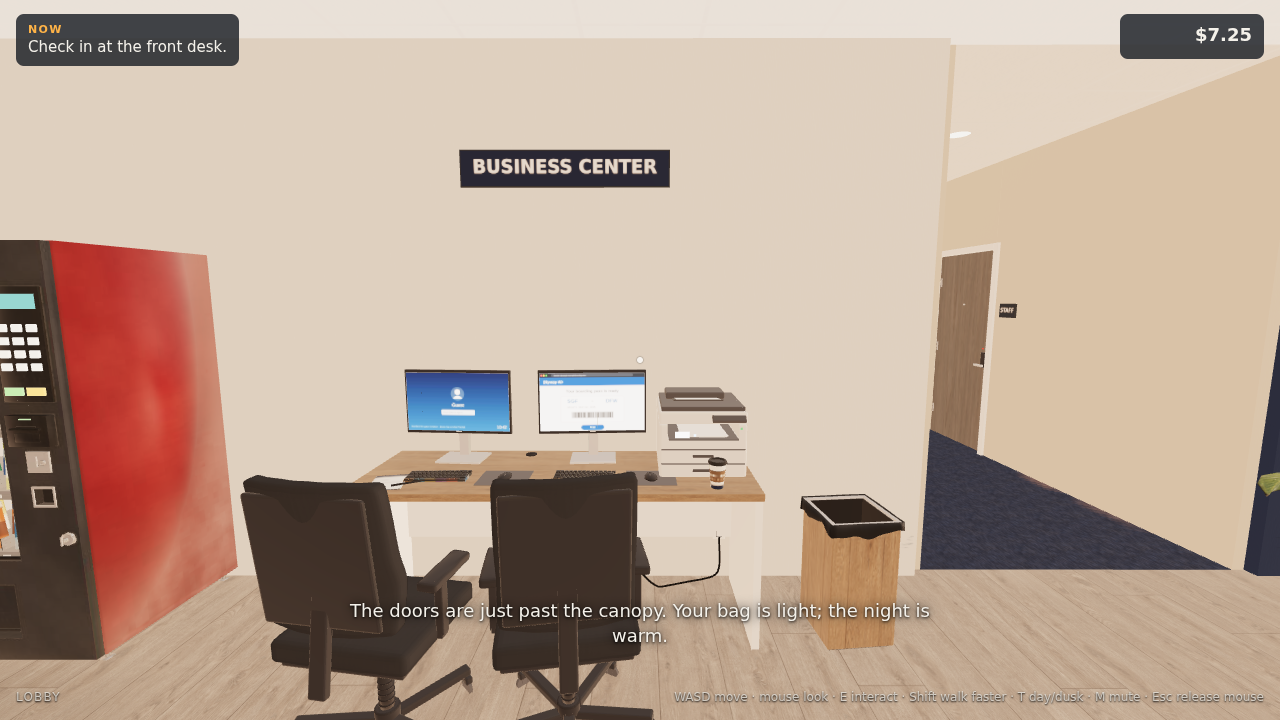 NOW
Check in at the front desk.
$7.25
BUSINESS CENTER
STAFF
Guest
The doors are just past the canopy. Your bag is light; the night is
warm.
LOBBY
WASD move · mouse look · E interact · Shift walk faster · T day/dusk · M mute · Esc release mouse